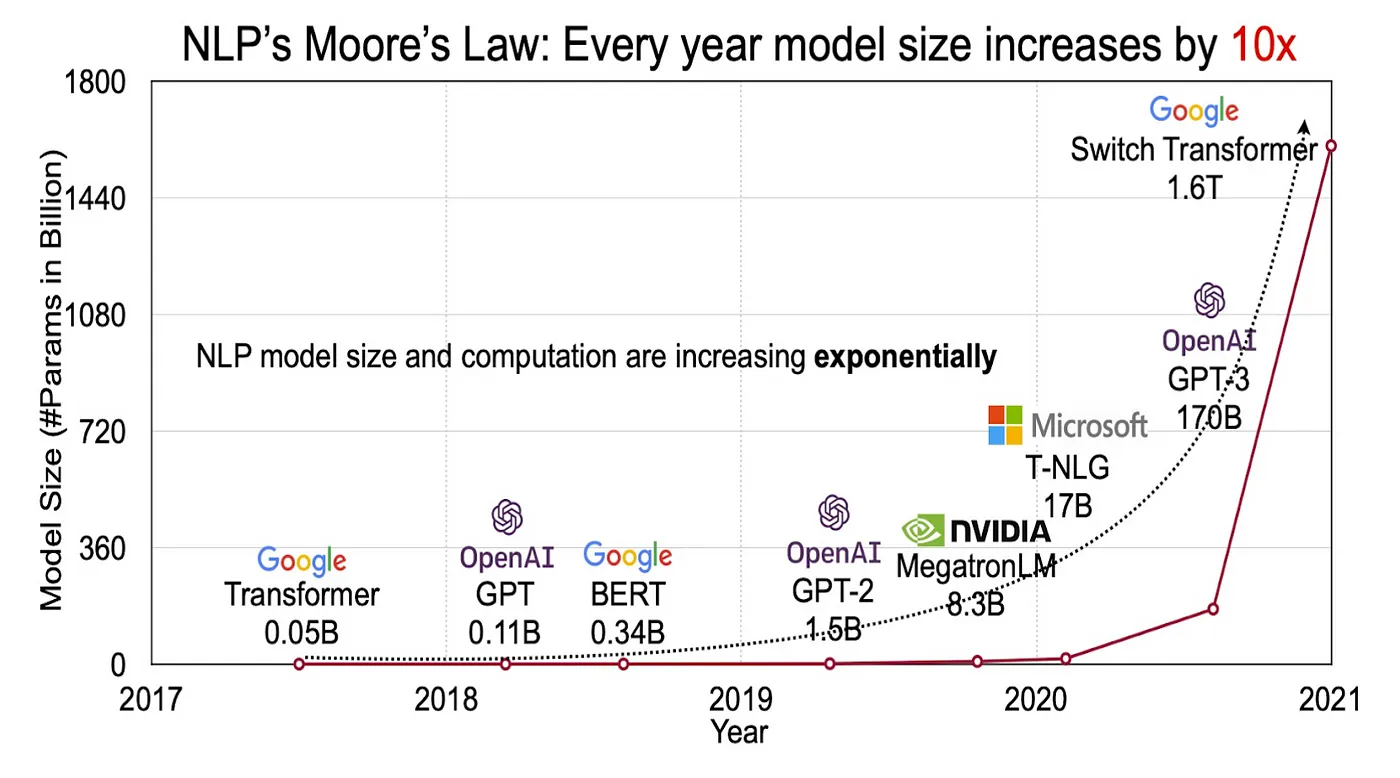 NLP's Moore's Law: Every year model size increases by 10x
Model Size (#Params in Billion)
1800
1440
1080
720
360
0
Google
Switch Transformer
1.6T
OpenAI
GPT-3
170B
NLP model size and computation are increasing exponentially
Microsoft
T-NLG
17B
NVIDIA
MegatronLM
8.3B
OpenAI
GPT-2
1.5B
Google
BERT
0.34B
OpenAI
GPT
0.11B
Google
Transformer
0.05B
2017 2018 2019 2020 2021
Year